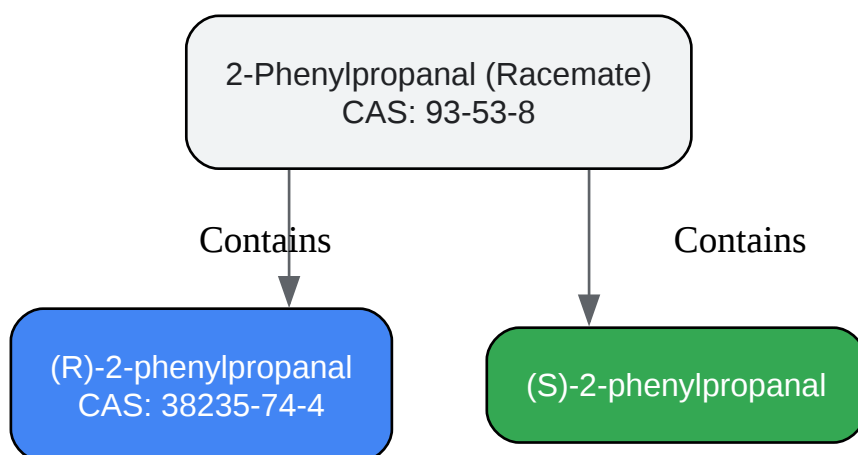 2-Phenylpropanal (Racemate)
CAS: 93-53-8
Contains
Contains
(R)-2-phenylpropanal
CAS: 38235-74-4
(S)-2-phenylpropanal